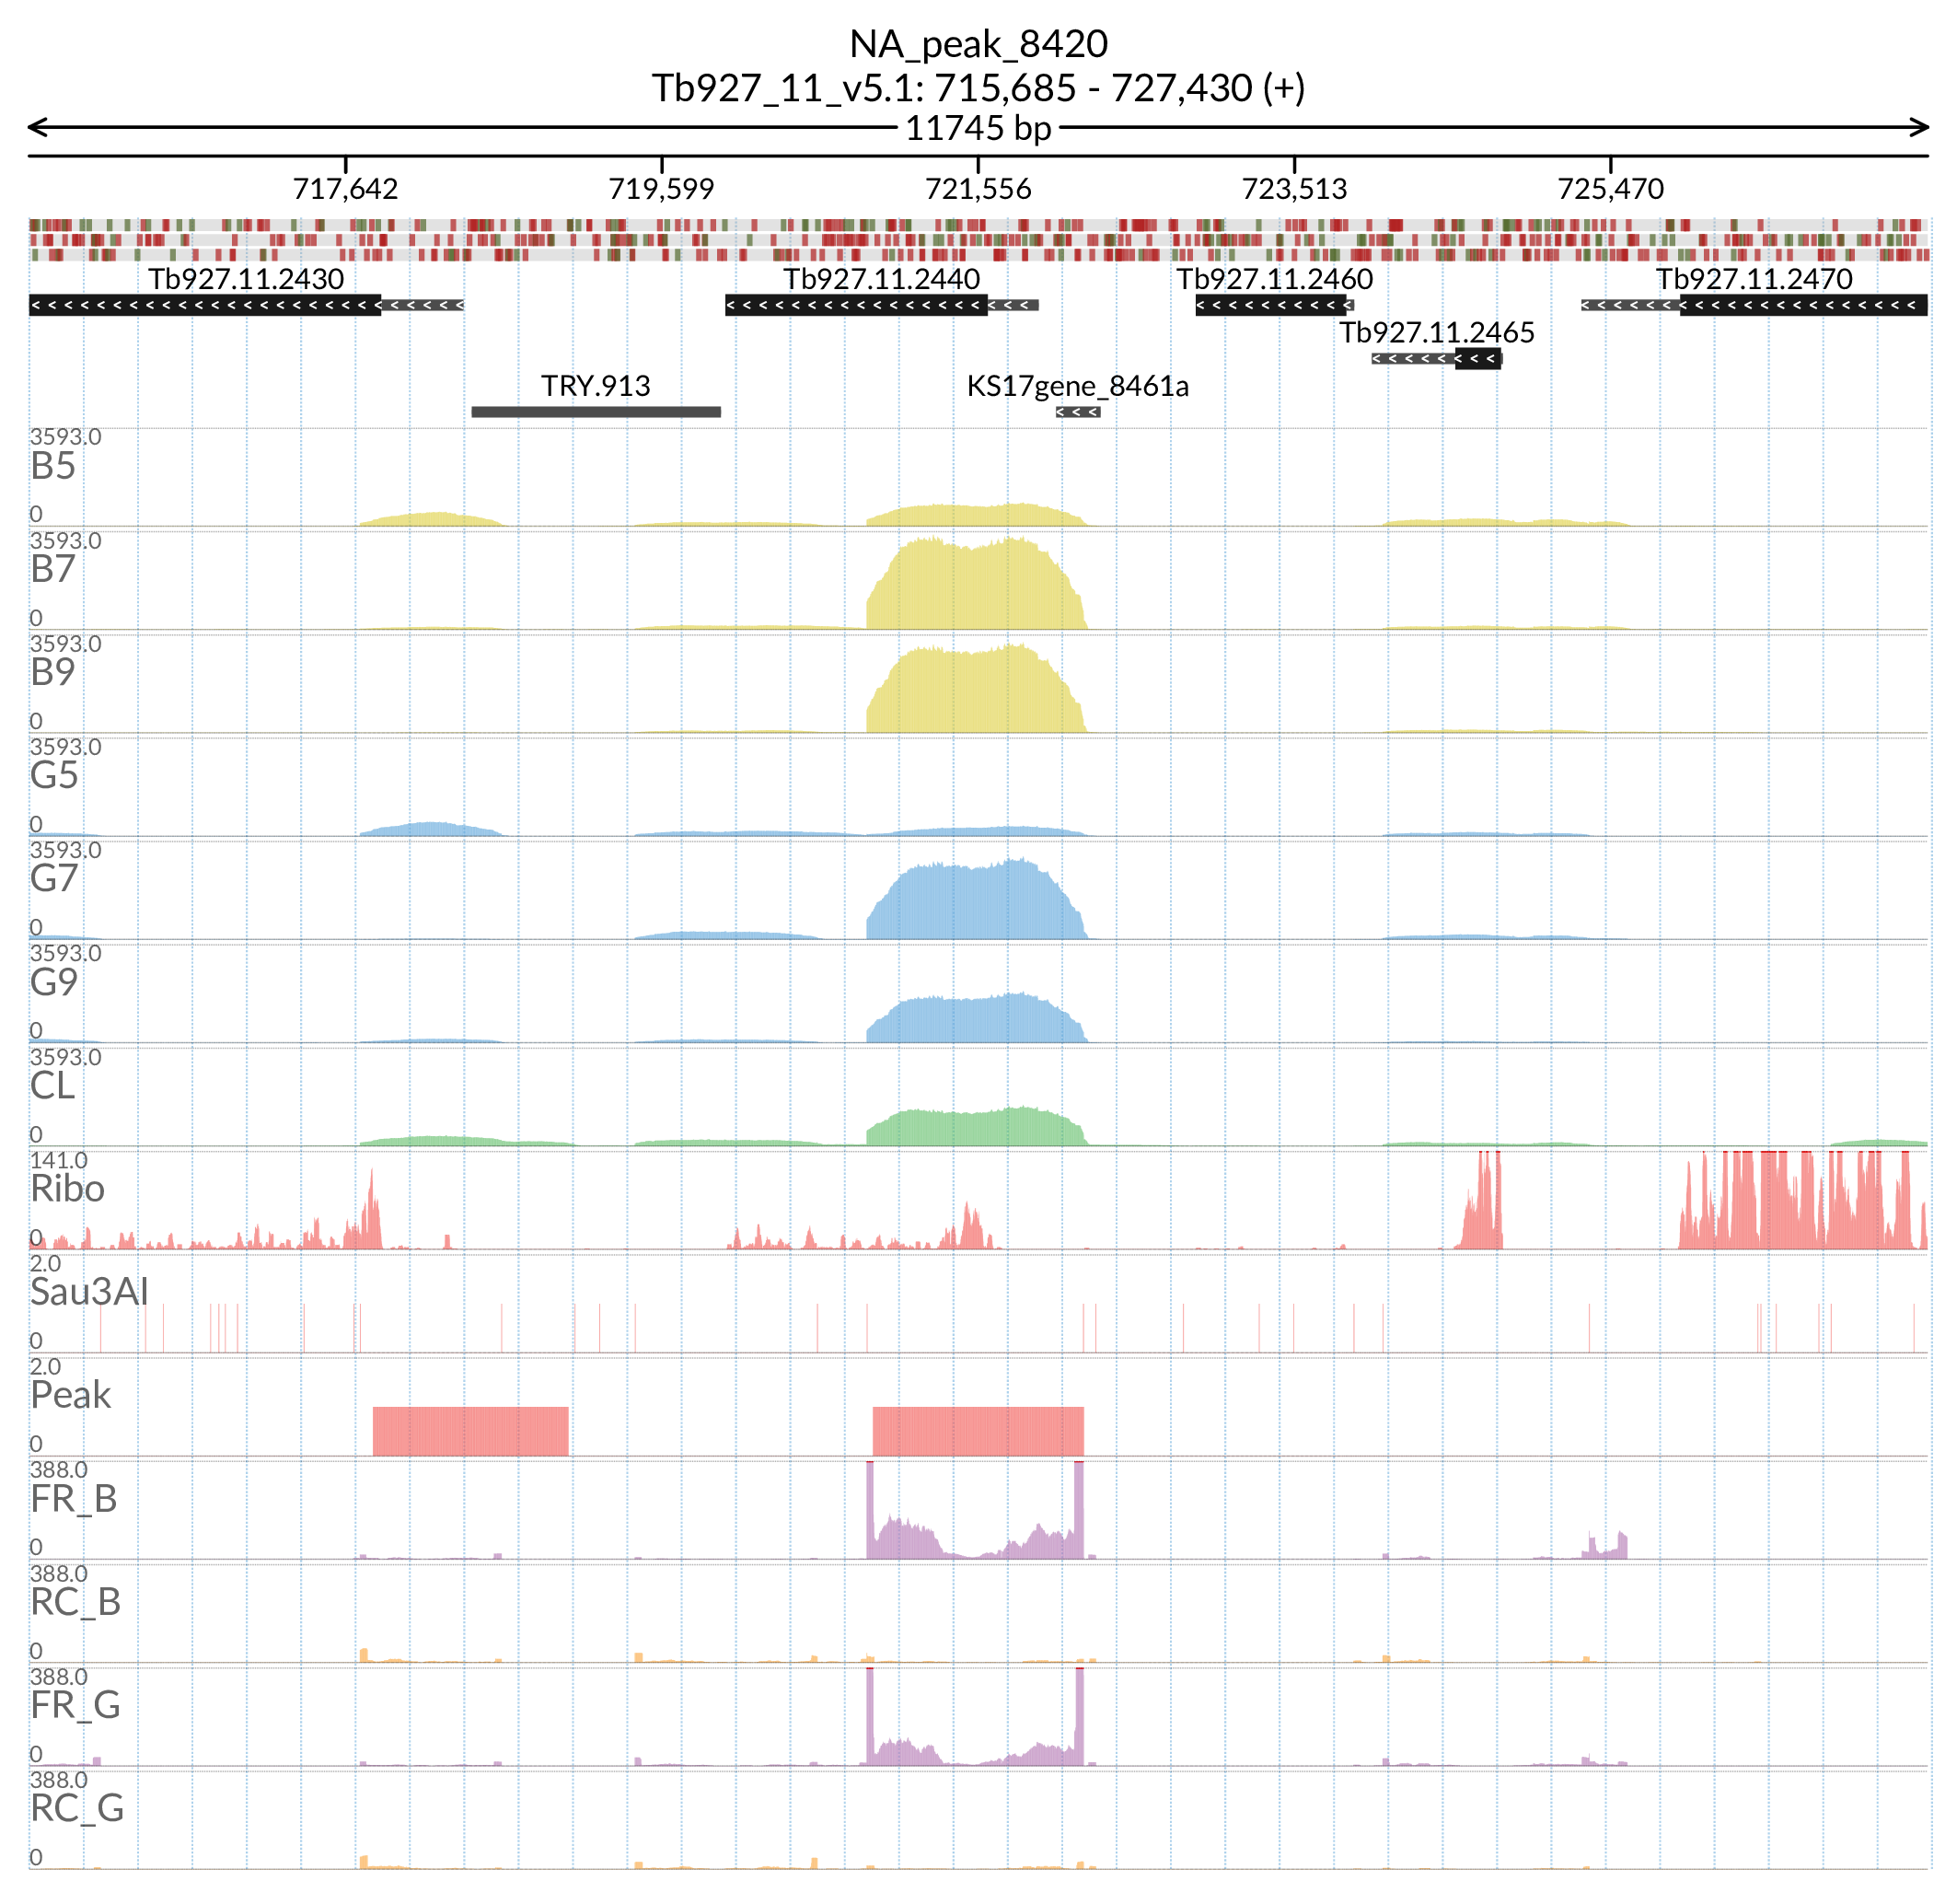 NA_peak_8420
Tb927_11_v5.1: 715,685 - 727,430 (+)
11745 bp
717,642 719,599 721,556 723,513 725,470
Tb927.11.2430 Tb927.11.2440 Tb927.11.2460 Tb927.11.2470
Tb927.11.2465
TRY.913 KS17gene_8461a
3593.0
B5
0
3593.0
B7
0
3593.0
B9
0
3593.0
G5
0
3593.0
G7
0
3593.0
G9
0
3593.0
CL
0
141.0
Ribo
0
2.0
Sau3AI
0
2.0
Peak
0
388.0
FR_B
0
388.0
RC_B
0
388.0
FR_G
0
388.0
RC_G
0